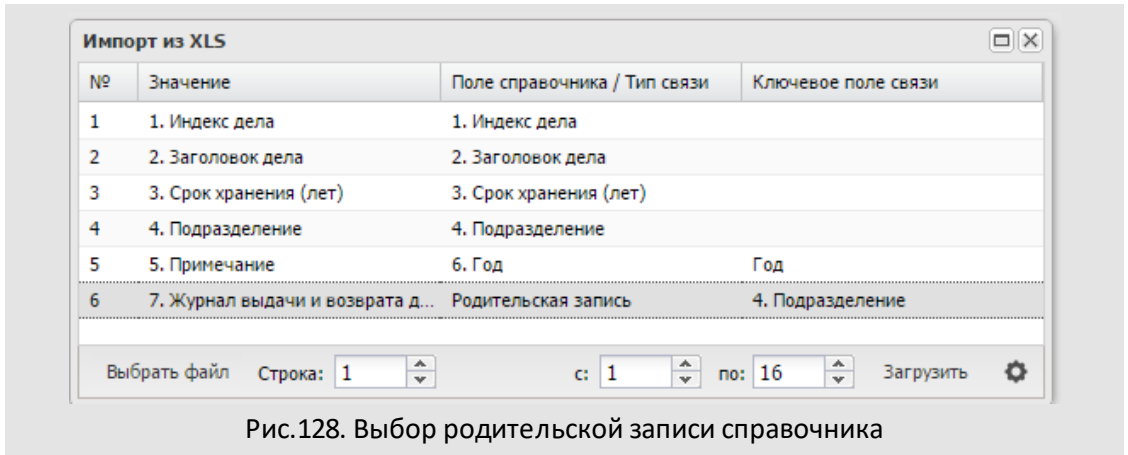 Импорт из XLS
№ Значение Поле справочника / Тип связи Ключевое поле связи
1 1. Индекс дела 1. Индекс дела
2 2. Заголовок дела 2. Заголовок дела
3 3. Срок хранения (лет) 3. Срок хранения (лет)
4 4. Подразделение 4. Подразделение
5 5. Примечание 6. Год Год
6 7. Журнал выдачи и возврата д... Родительская запись 4. Подразделение
Выбрать файл Строка: 1 с: 1 по: 16 Загрузить
Рис.128. Выбор родительской записи справочника